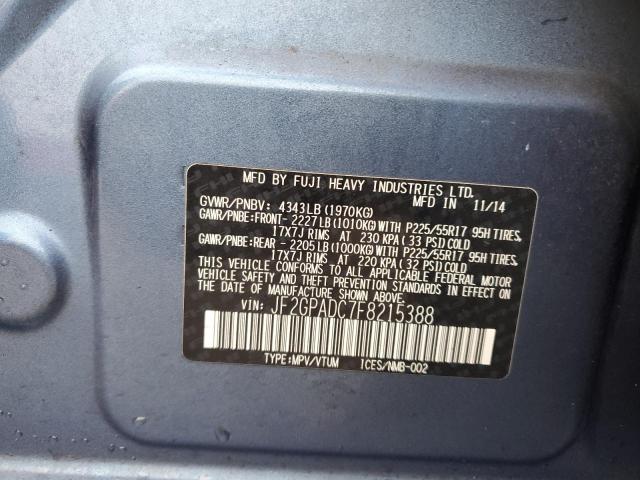 MFD BY FUJI HEAVY INDUSTRIES LTD.
MFD IN 11/14
GVWR/PNBV: 4343LB(1970KG)
GAWR/PNBE:FRONT- 2227LB(1010KG)WITH P225/55R17 95H TIRES,
17X7J RIMS AT 230 KPA( 33 PSI)COLD
GAWR/PNBE:REAR - 2205LB(1000KG)WITH P225/55R17 95H TIRES,
17X7J RIMS AT 220 KPA( 32 PSI)COLD
THIS VEHICLE CONFORMS TO ALL APPLICABLE FEDERAL MOTOR
VEHICLE SAFETY AND THEFT PREVENTION STANDARDS IN EFFECT
ON THE DATE OF MANUFACTURE SHOWN ABOVE.
VIN: JF2GPADC7F8215388
TYPE:MPV/VTUM ICES/NMB-002